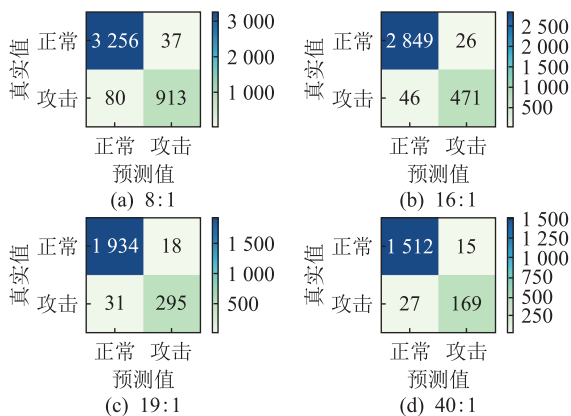 真实值
正常
3 256
37
攻击
80
913
正常 攻击
预测值
(a) 8:1
3 000
2 000
1 000
真实值
正常
2 849
26
攻击
46
471
正常 攻击
预测值
(b) 16:1
2 500
2 000
1 500
1 000
500
真实值
正常
1 934
18
攻击
31
295
正常 攻击
预测值
(c) 19:1
1 500
1 000
500
真实值
正常
1 512
15
攻击
27
169
正常 攻击
预测值
(d) 40:1
1 500
1 250
1 000
750
500
250